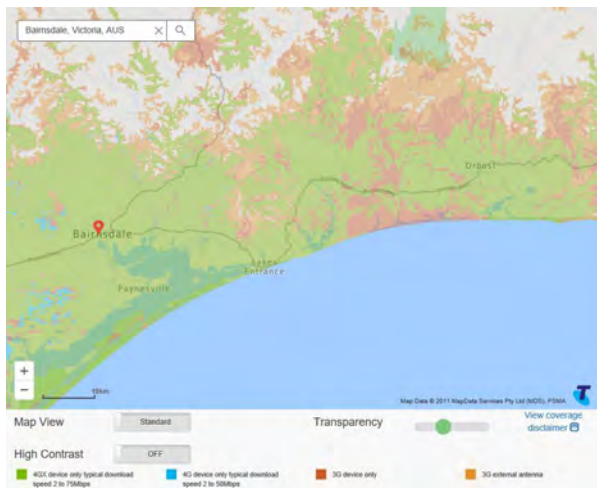 Bairnsdale, Victoria, AUS
Orbost
Bairnsdale
Lakes
Entrance
Paynesville
+
−
10km
Map Data © 2011 MapData Services Pty Ltd (MDS), PSMA
Map View
Standard
Transparency
View coverage
disclaimer
High Contrast
OFF
4GX device only typical download
speed 2 to 75Mbps
4G device only typical download
speed 2 to 50Mbps
3G device only
3G external antenna